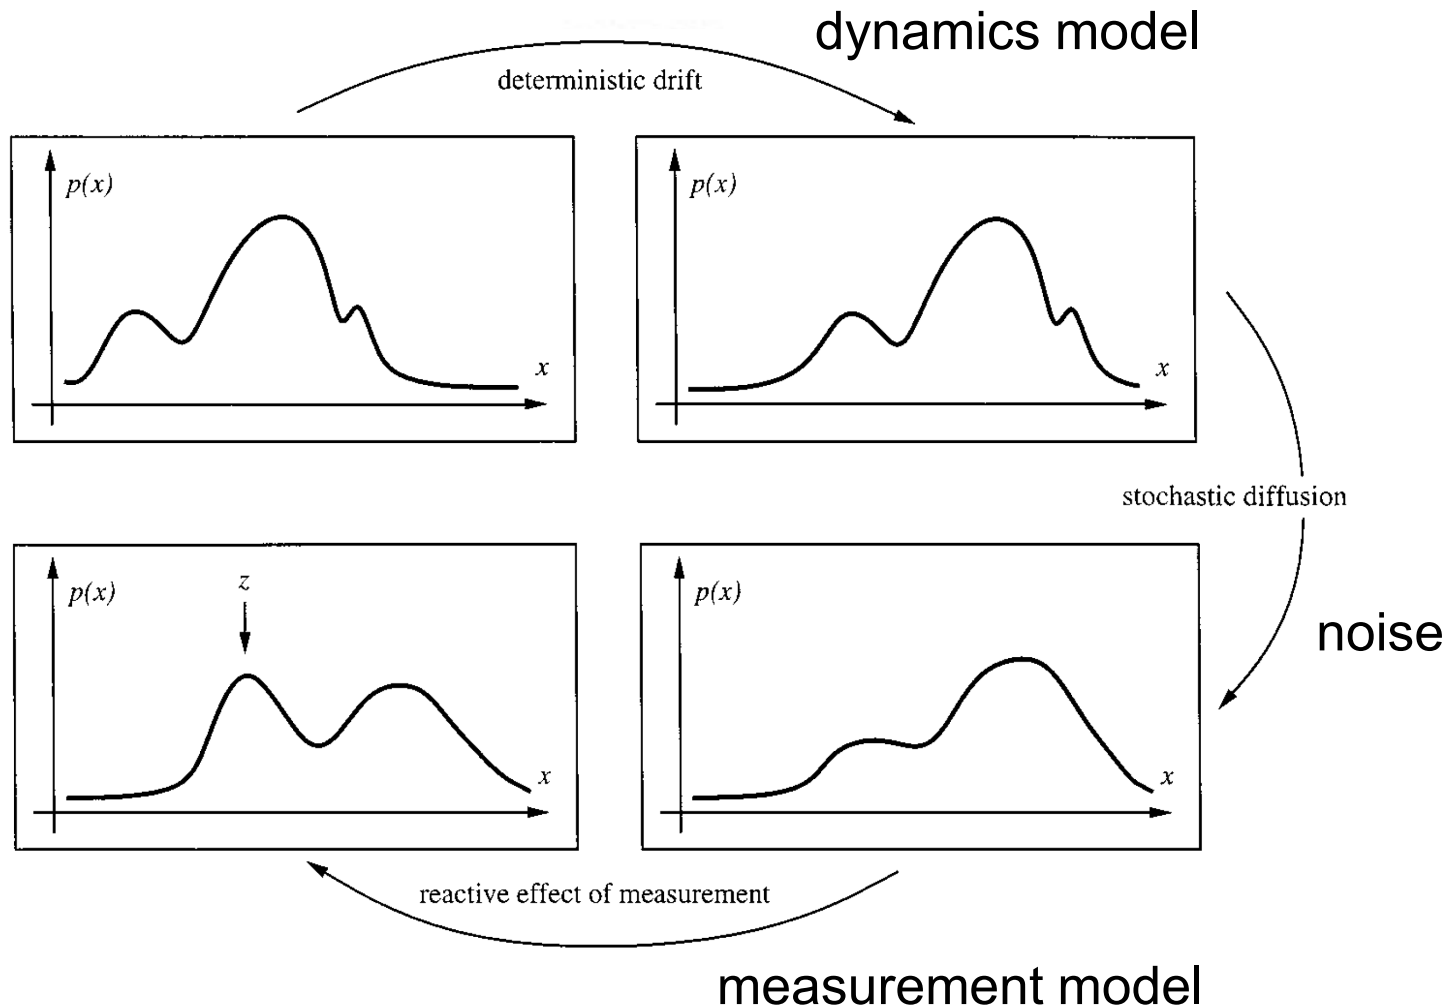 dynamics model
deterministic drift
p(x)
x
p(x)
x
stochastic diffusion
p(x)
z
x
p(x)
x
noise
reactive effect of measurement
measurement model